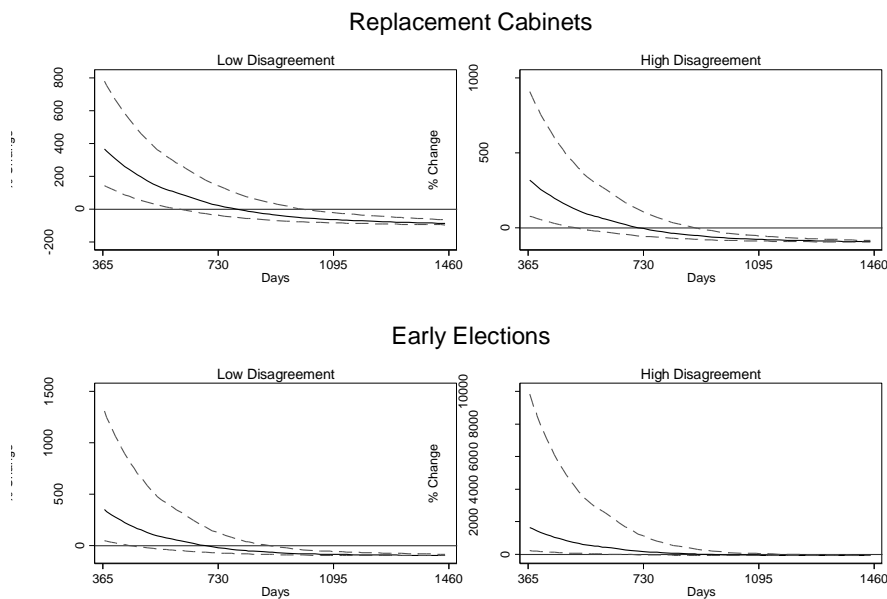 Replacement Cabinets
Low Disagreement
High Disagreement
% Change
800
600
400
200
0
-200
365
730
1095
1460
Days
% Change
1000
500
0
365
730
1095
1460
Days
Early Elections
Low Disagreement
High Disagreement
1500
1000
500
0
365
730
1095
1460
Days
% Change
10000
8000
6000
4000
2000
0
365
730
1095
1460
Days